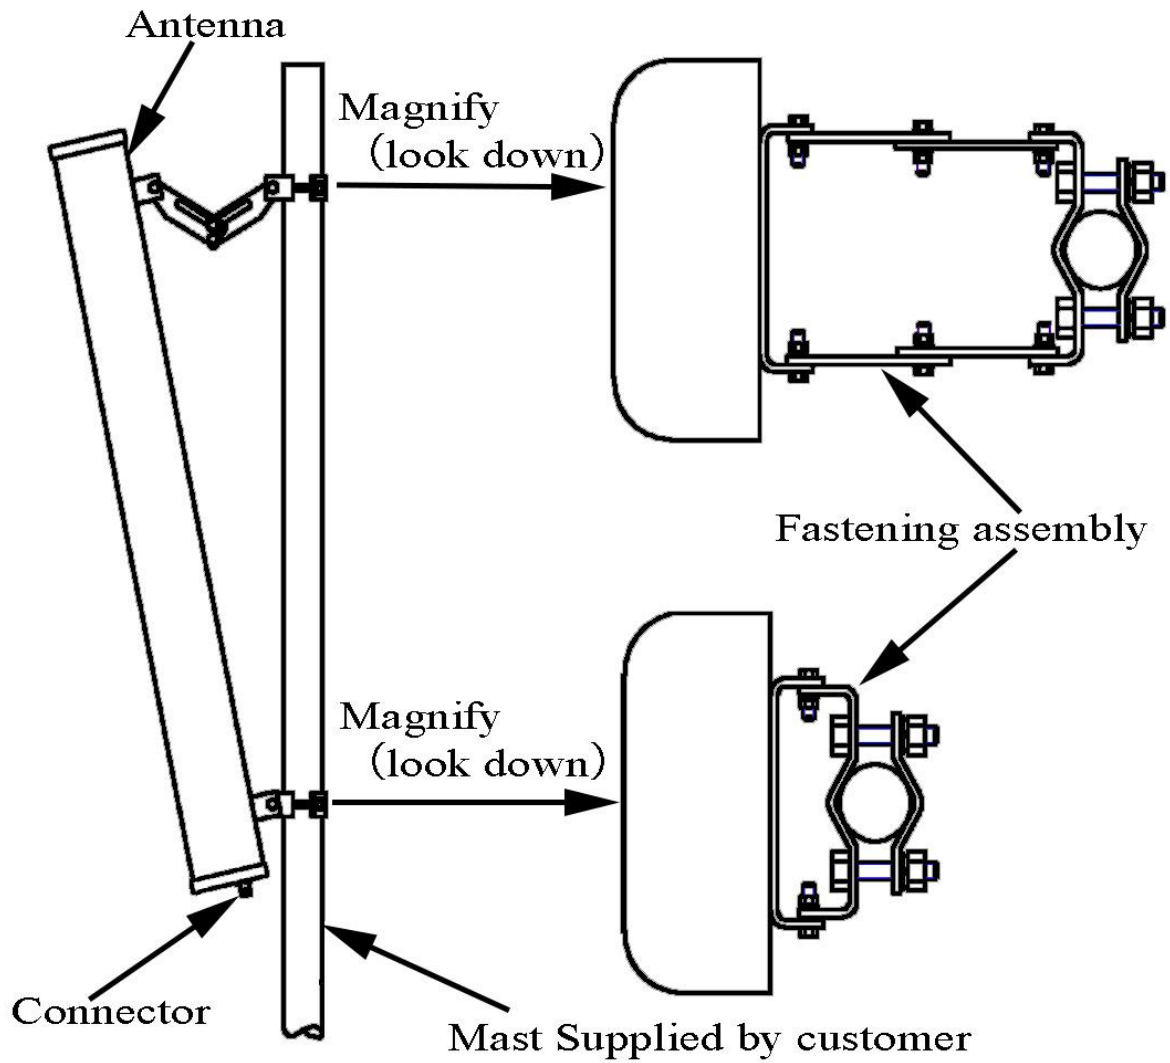 Antenna
Magnify
(look down)
Fastening assembly
Magnify
(look down)
Connector
Mast Supplied by customer